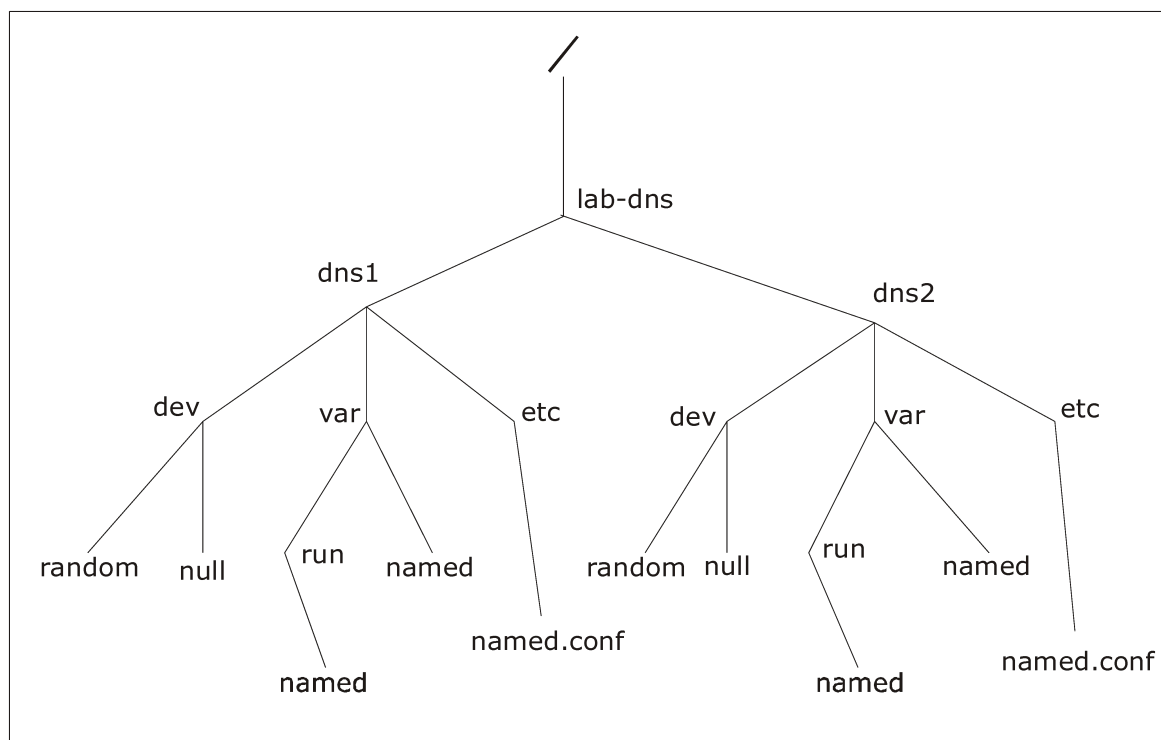 /
lab-dns
dns1
dns2
dev
var
etc
dev
var
etc
random
null
run
named
random
null
run
named
named.conf
named.conf
named
named